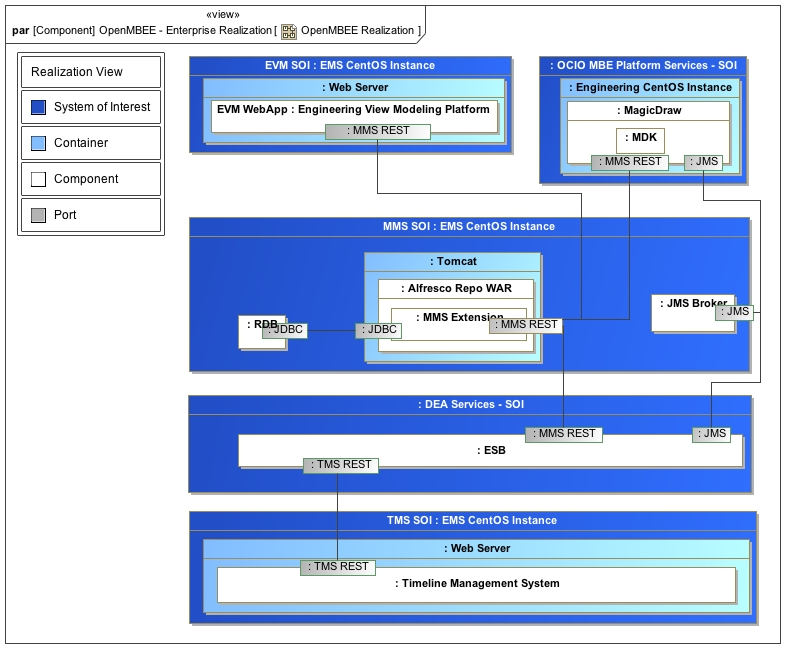 «view»
par [Component] OpenMBEE - Enterprise Realization [ OpenMBEE Realization ]
Realization View
System of Interest
Container
Component
Port
EVM SOI : EMS CentOS Instance
: Web Server
EVM WebApp : Engineering View Modeling Platform
: MMS REST
: OCIO MBE Platform Services - SOI
: Engineering CentOS Instance
: MagicDraw
: MDK
: MMS REST
: JMS
MMS SOI : EMS CentOS Instance
: Tomcat
: Alfresco Repo WAR
: MMS Extension
: MMS REST
: RDB
: JDBC
: JDBC
: JMS Broker
: JMS
: DEA Services - SOI
: MMS REST
: JMS
: ESB
: TMS REST
TMS SOI : EMS CentOS Instance
: Web Server
: TMS REST
: Timeline Management System